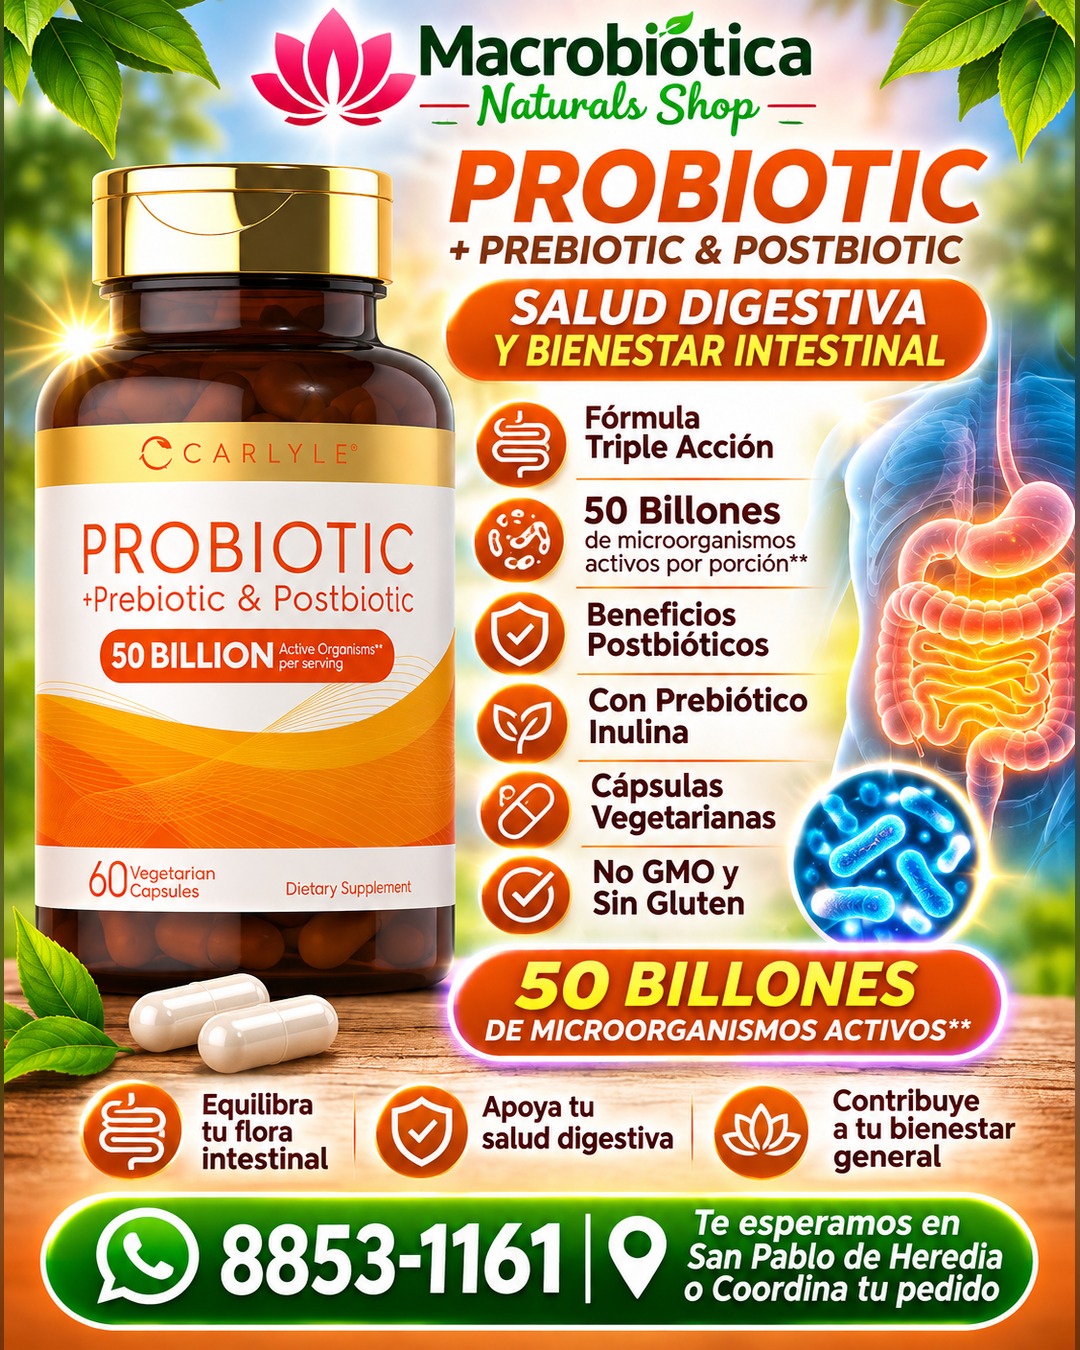 Macrobiótica
Naturals Shop
PROBIOTIC
+ PREBIOTIC & POSTBIOTIC
SALUD DIGESTIVA
Y BIENESTAR INTESTINAL
CARLYLE®
PROBIOTIC
+Prebiotic & Postbiotic
50 BILLION Active Organisms**
per serving
60 Vegetarian
Capsules
Dietary Supplement
Fórmula
Triple Acción
50 Billones
de microorganismos
activos por porción**
Beneficios
Postbióticos
Con Prebiótico
Inulina
Cápsulas
Vegetarianas
No GMO y
Sin Gluten
50 BILLONES
DE MICROORGANISMOS ACTIVOS**
Equilibra
tu flora
intestinal
Apoya tu
salud digestiva
Contribuye
a tu bienestar
general
8853-1161
Te esperamos en
San Pablo de Heredia
o Coordina tu pedido